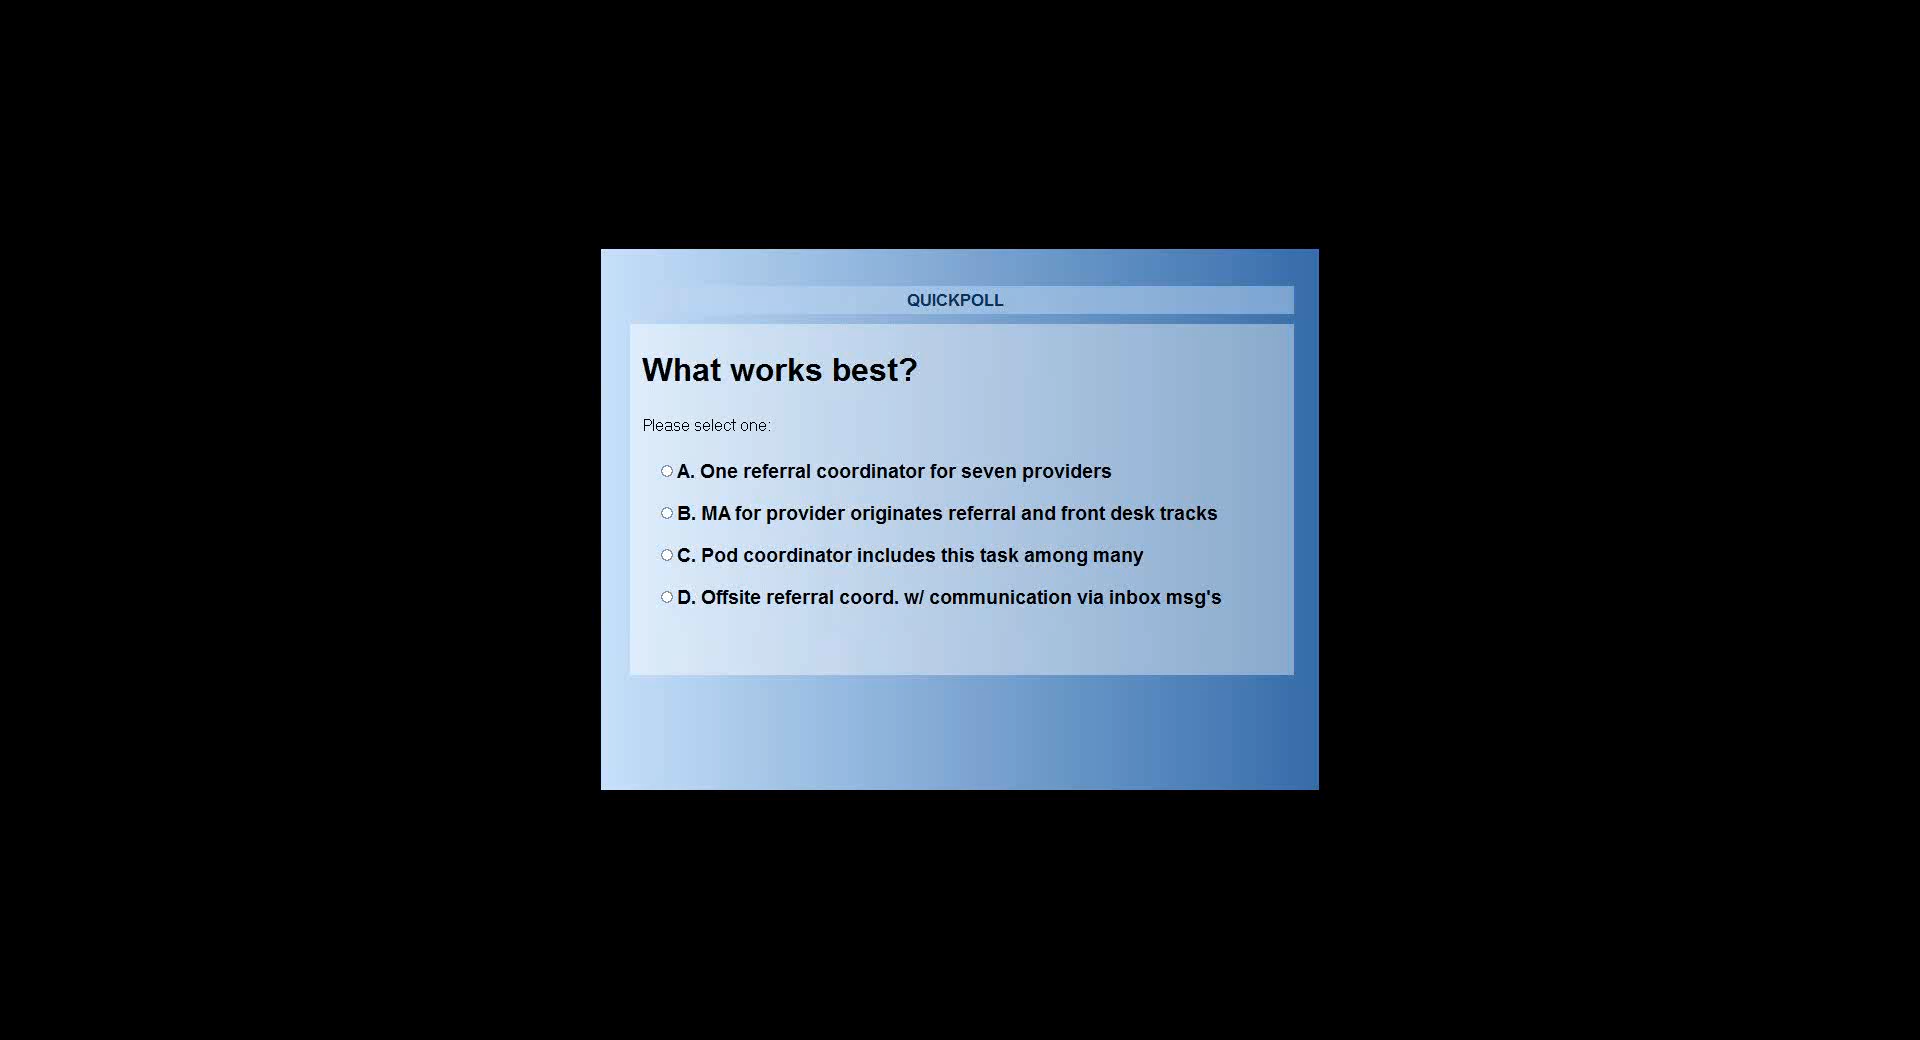 QUICKPOLL
What works best?
Please select one:
A. One referral coordinator for seven providers
B. MA for provider originates referral and front desk tracks
C. Pod coordinator includes this task among many
D. Offsite referral coord. w/ communication via inbox msg's